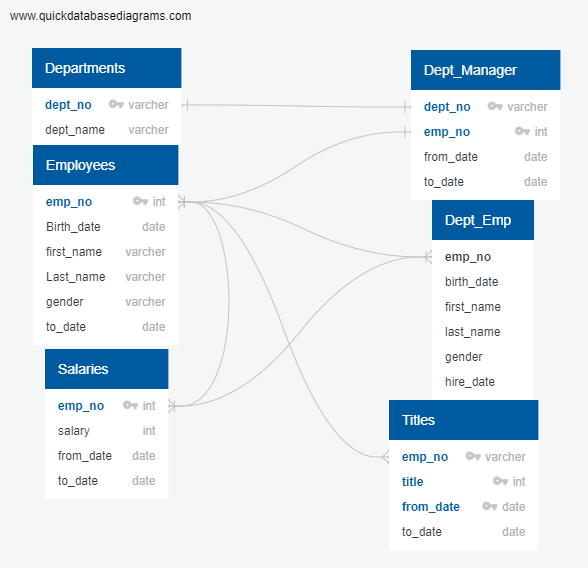 www.quickdatabasediagrams.com
Departments
dept_no varcher
dept_name varcher
Employees
emp_no int
Birth_date date
first_name varcher
Last_name varcher
gender varcher
to_date date
Salaries
emp_no int
salary int
from_date date
to_date date
Dept_Manager
dept_no varcher
emp_no int
from_date date
to_date date
Dept_Emp
emp_no
birth_date
first_name
last_name
gender
hire_date
Titles
emp_no varcher
title int
from_date date
to_date date